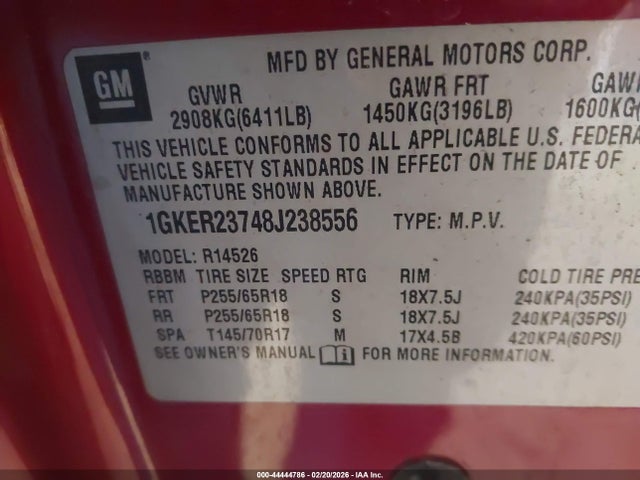 GM
MFD BY GENERAL MOTORS CORP.
GVWR GAWR FRT GAW
2908KG(6411LB) 1450KG(3196LB) 1600KG(
THIS VEHICLE CONFORMS TO ALL APPLICABLE U.S. FEDERA
VEHICLE SAFETY STANDARDS IN EFFECT ON THE DATE OF
MANUFACTURE SHOWN ABOVE.
1GKER23748J238556 TYPE: M.P.V.
MODEL: R14526
RBBM TIRE SIZE SPEED RTG RIM COLD TIRE PRE
FRT P255/65R18 S 18X7.5J 240KPA(35PSI)
RR P255/65R18 S 18X7.5J 240KPA(35PSI)
SPA T145/70R17 M 17X4.5B 420KPA(60PSI)
SEE OWNER'S MANUAL FOR MORE INFORMATION.
000-44444786 - 02/20/2026 - IAA Inc.